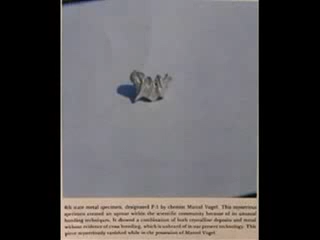 4th state metal specimen, designated F-1 by chemist Marcel Vogel. This mysterious
specimen created an uproar within the scientific community because of its unusual
bonding techniques. It showed a combination of both crystalline deposits and metal
without evidence of cross bonding, which is unheard of in our present technology. This
piece mysteriously vanished while in the possession of Marcel Vogel